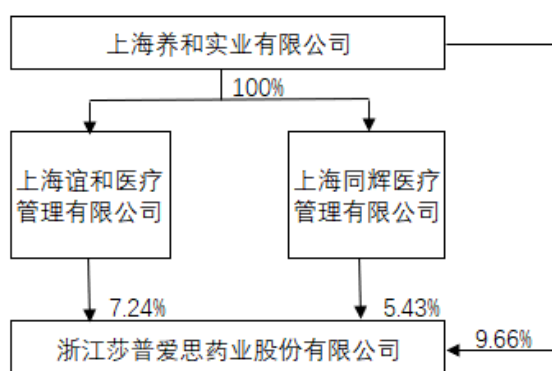 上海养和实业有限公司
100%
上海谊和医疗
管理有限公司
上海同辉医疗
管理有限公司
7.24%
5.43%
9.66%
浙江莎普爱思药业股份有限公司